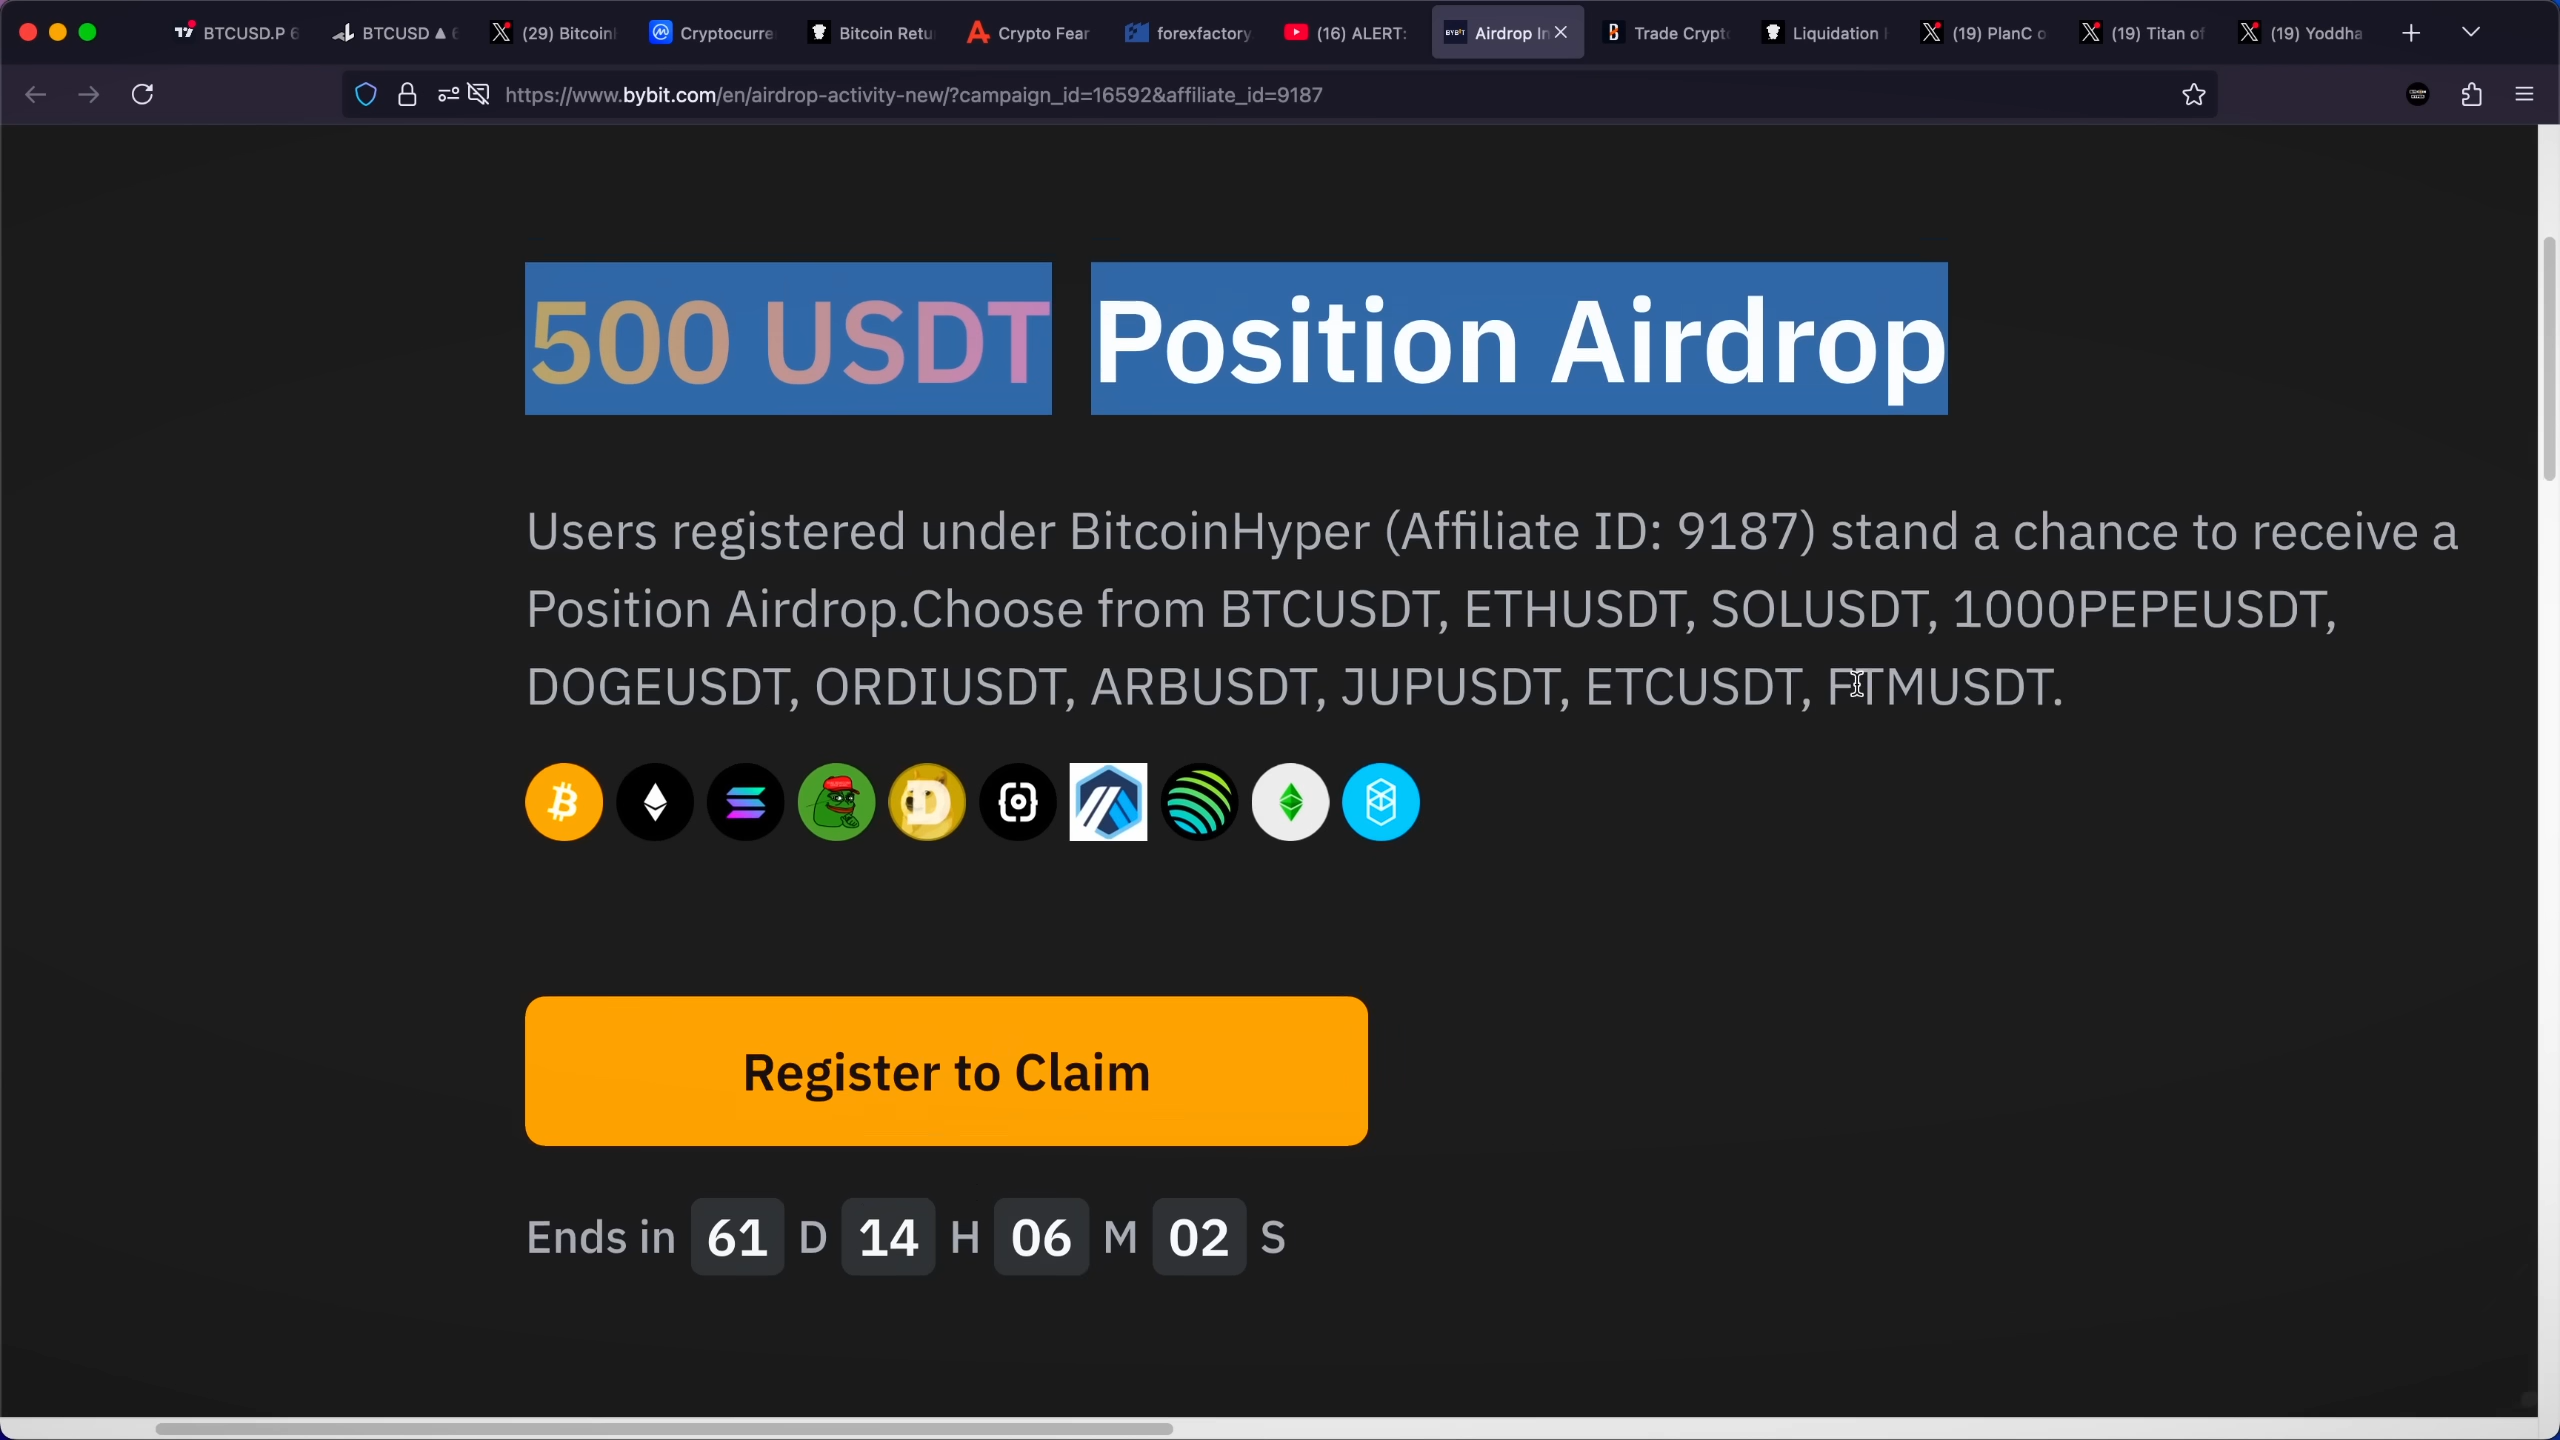 BTCUSD.P 6
BTCUSD ▲ 6
(29) Bitcoin
Cryptocurre
Bitcoin Retu
Crypto Fear
forexfactory
(16) ALERT:
BYBIT
Airdrop In
Trade Crypt
Liquidation
(19) PlanC o
(19) Titan of
(19) Yoddha
https://www.bybit.com/en/airdrop-activity-new/?campaign_id=16592&affiliate_id=9187
500 USDT Position Airdrop
Users registered under BitcoinHyper (Affiliate ID: 9187) stand a chance to receive a
Position Airdrop.Choose from BTCUSDT, ETHUSDT, SOLUSDT, 1000PEPEUSDT,
DOGEUSDT, ORDIUSDT, ARBUSDT, JUPUSDT, ETCUSDT, FTMUSDT.
Register to Claim
Ends in 61 D 14 H 06 M 02 S